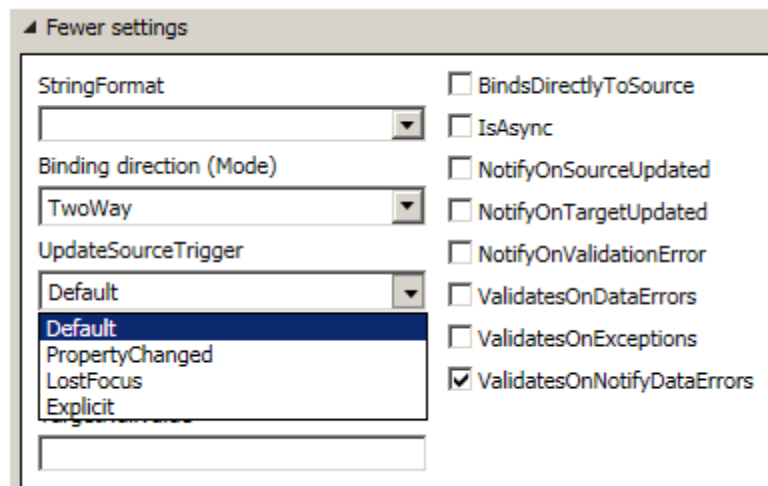 Fewer settings
StringFormat
Binding direction (Mode)
TwoWay
UpdateSourceTrigger
Default
Default
PropertyChanged
LostFocus
Explicit
BindsDirectlyToSource
IsAsync
NotifyOnSourceUpdated
NotifyOnTargetUpdated
NotifyOnValidationError
ValidatesOnDataErrors
ValidatesOnExceptions
ValidatesOnNotifyDataErrors